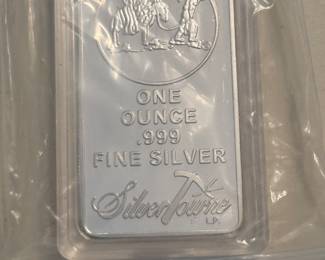 ONE
OUNCE
.999
FINE SILVER
SilverTowne
L.P.